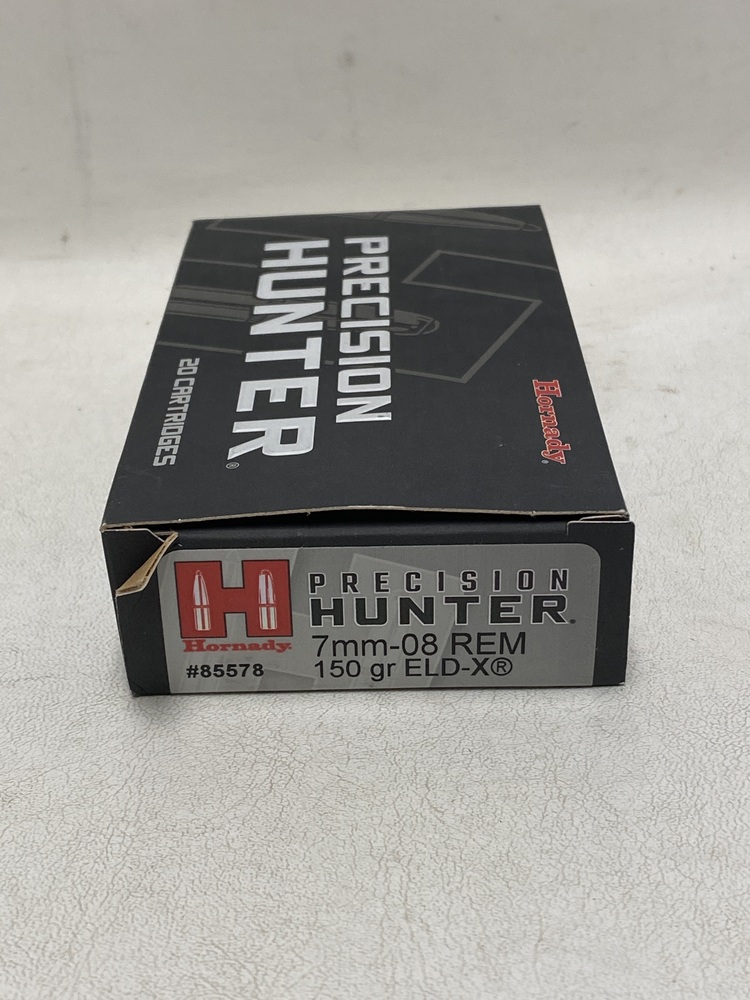 PRECISION
HUNTER®
20 CARTRIDGES
Hornady®
H
Hornady®
#85578
PRECISION
HUNTER®
7mm-08 REM
150 gr ELD-X®